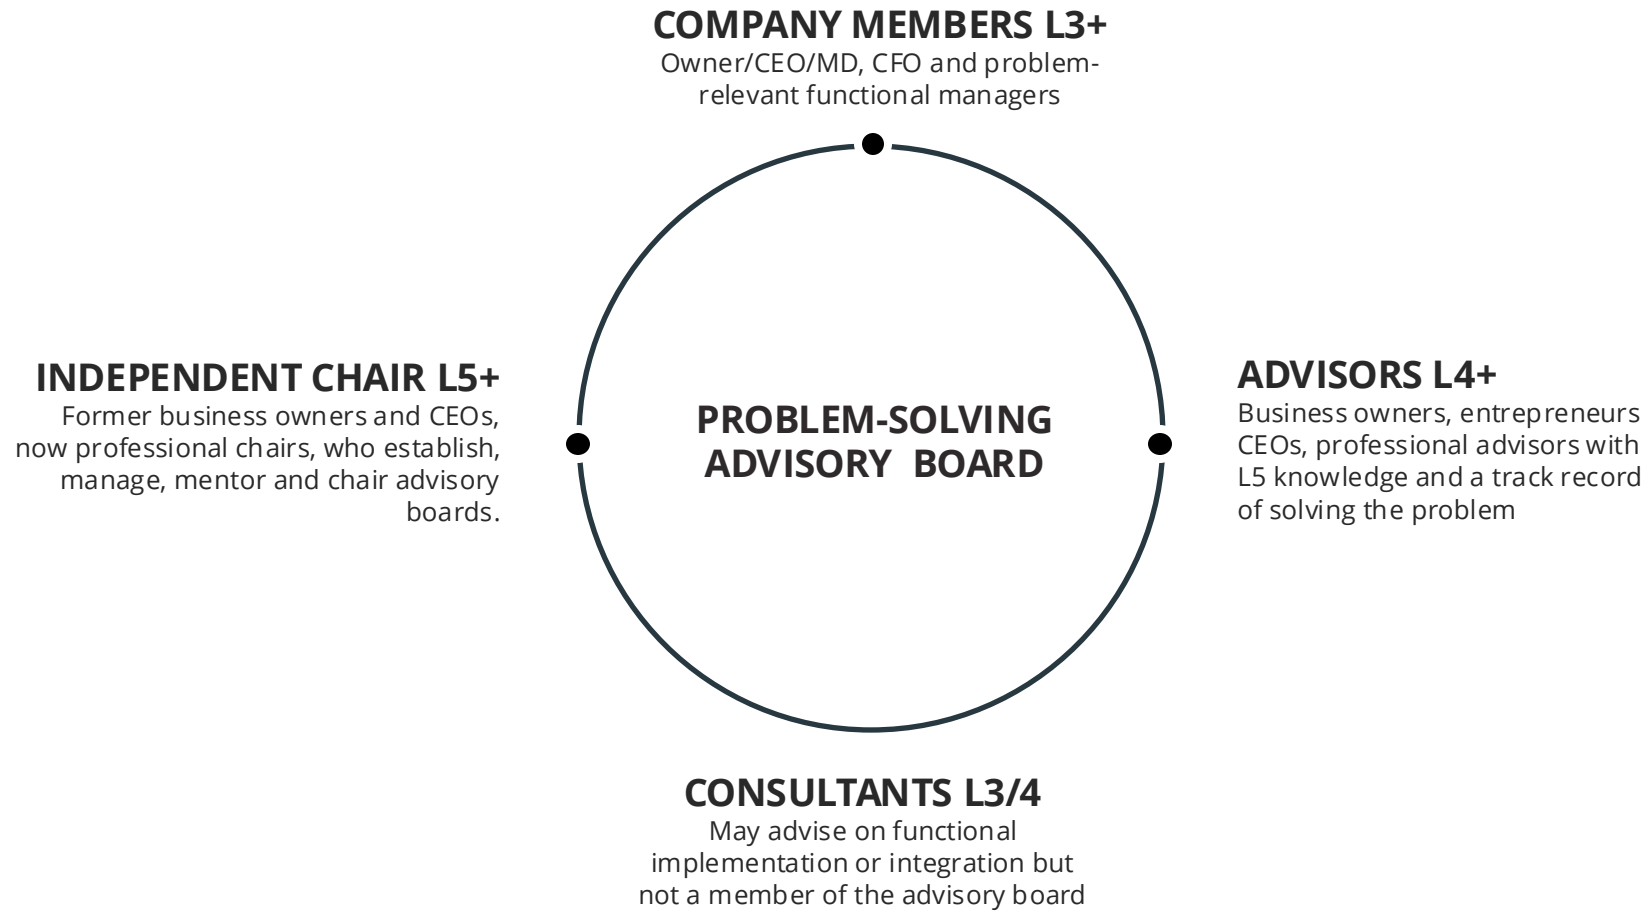 COMPANY MEMBERS L3+
Owner/CEO/MD, CFO and problem-
relevant functional managers
INDEPENDENT CHAIR L5+
Former business owners and CEOs,
now professional chairs, who establish,
manage, mentor and chair advisory
boards.
PROBLEM-SOLVING
ADVISORY BOARD
ADVISORS L4+
Business owners, entrepreneurs
CEOs, professional advisors with
L5 knowledge and a track record
of solving the problem
CONSULTANTS L3/4
May advise on functional
implementation or integration but
not a member of the advisory board